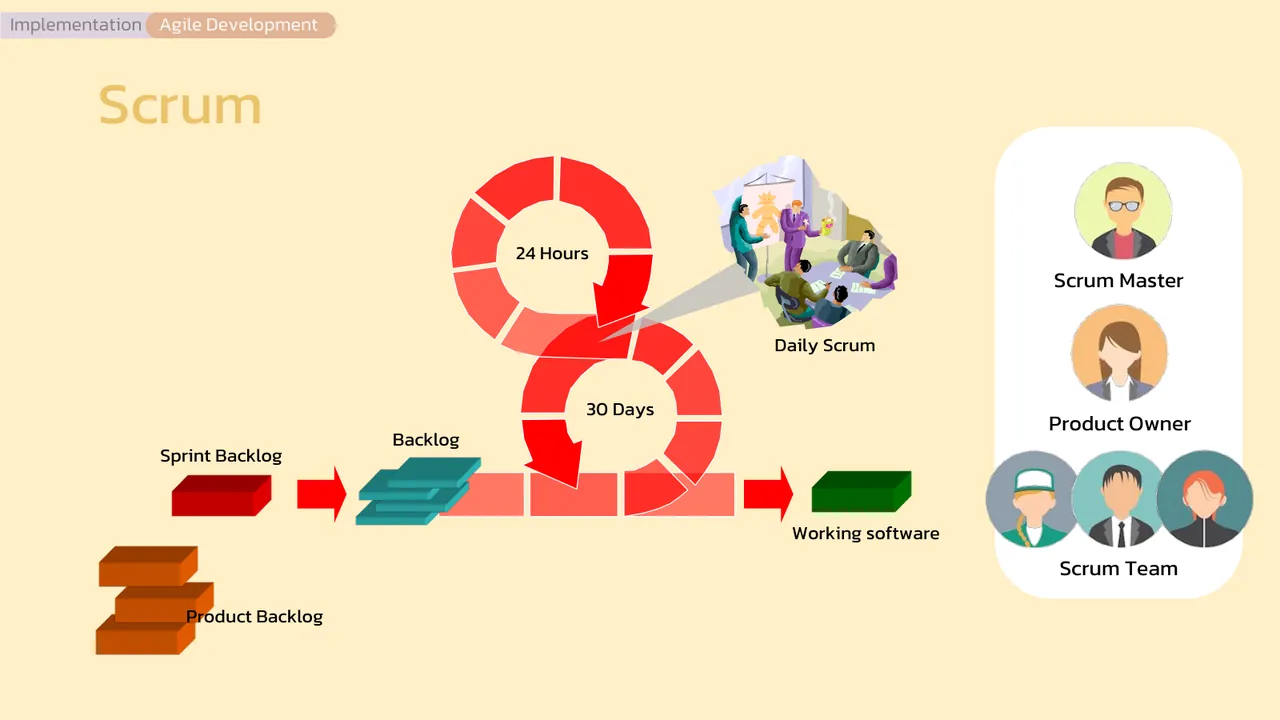 Implementation
Agile Development
Scrum
24 Hours
Daily Scrum
30 Days
Backlog
Sprint Backlog
Working software
Product Backlog
Scrum Master
Product Owner
Scrum Team